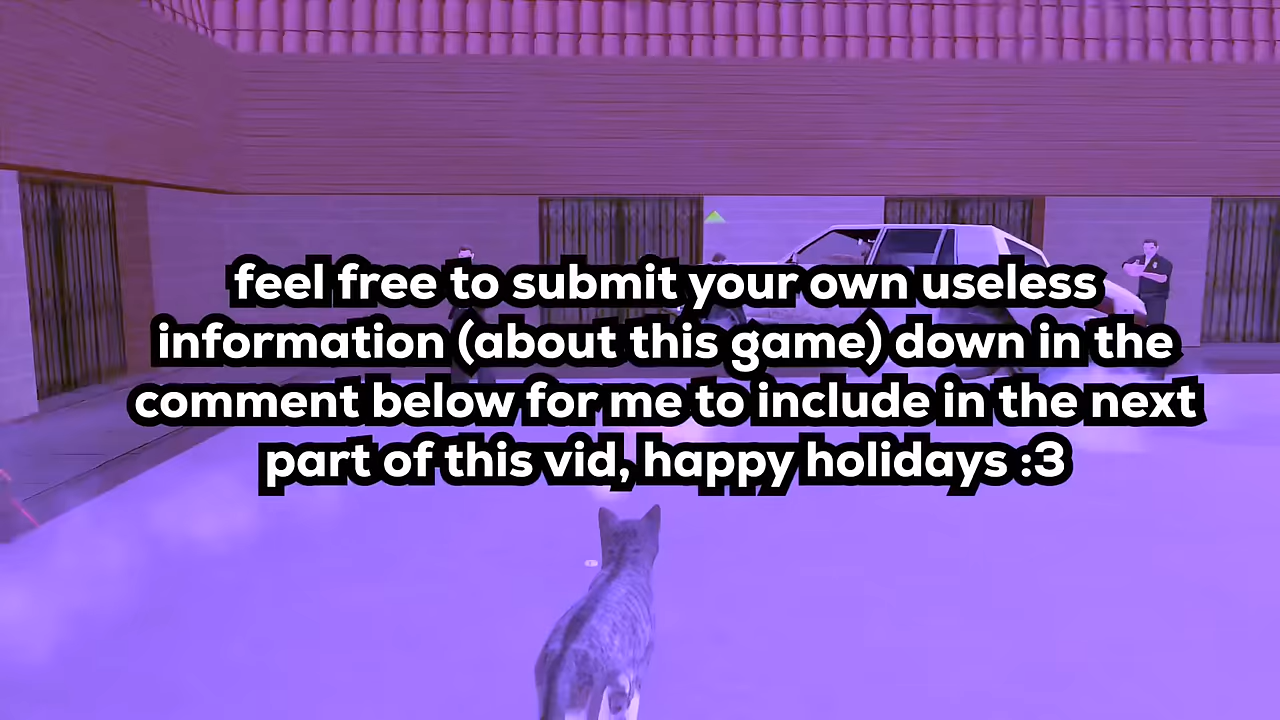 feel free to submit your own useless
information (about this game) down in the
comment below for me to include in the next
part of this vid, happy holidays :3